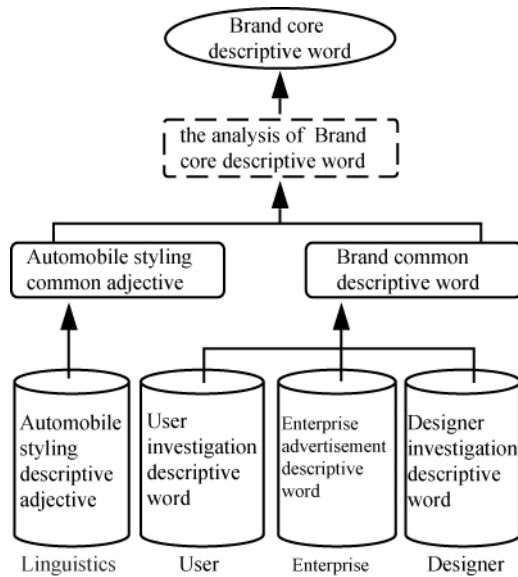 Brand core
descriptive word
the analysis of Brand
core descriptive word
Automobile styling
common adjective
Brand common
descriptive word
Automobile
styling
descriptive
adjective
User
investigation
descriptive
word
Enterprise
advertisement
descriptive
word
Designer
investigation
descriptive
word
Linguistics
User
Enterprise
Designer